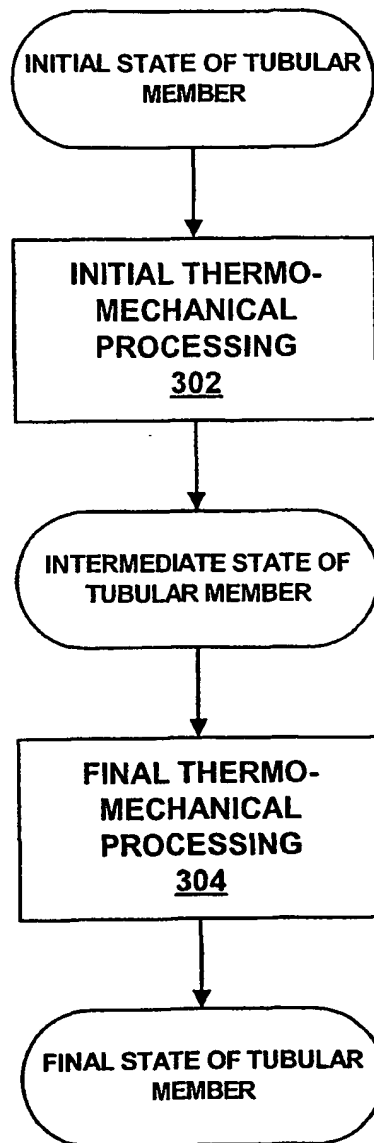 INITIAL STATE OF TUBULAR
MEMBER
INITIAL THERMO-
MECHANICAL
PROCESSING
302
INTERMEDIATE STATE OF
TUBULAR MEMBER
FINAL THERMO-
MECHANICAL
PROCESSING
304
FINAL STATE OF TUBULAR
MEMBER